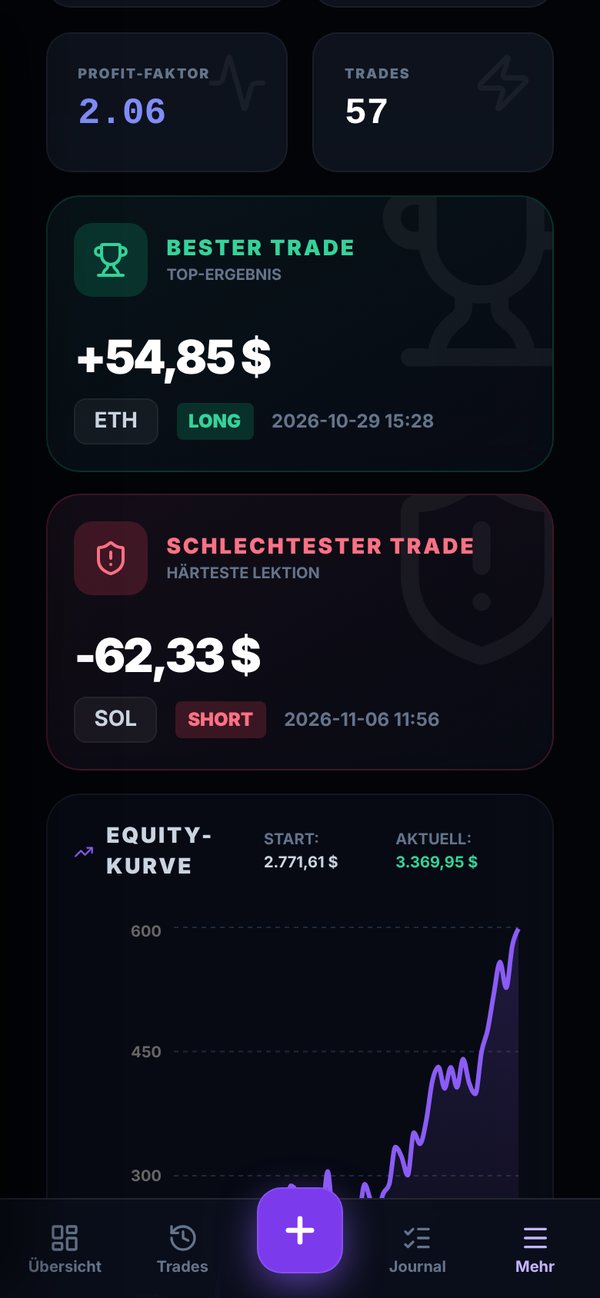 PROFIT-FAKTOR
2.06
TRADES
57
BESTER TRADE
TOP-ERGEBNIS
+54,85 $
ETH LONG 2026-10-29 15:28
SCHLECHTESTER TRADE
HÄRTESTE LEKTION
-62,33 $
SOL SHORT 2026-11-06 11:56
EQUITY-
KURVE
START:
2.771,61 $
AKTUELL:
3.369,95 $
600
450
300
Übersicht
Trades
Journal
Mehr